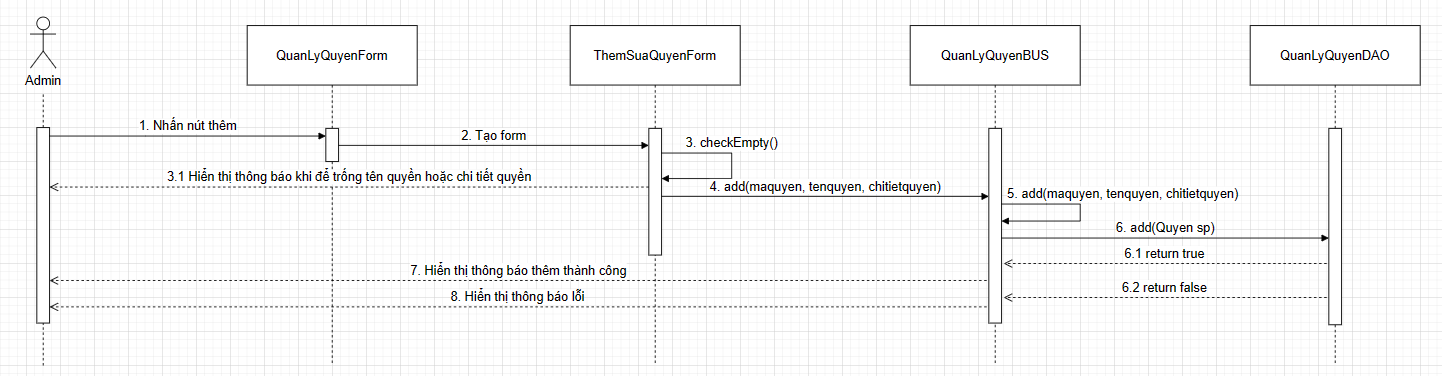 Admin
QuanLyQuyenForm
ThemSuaQuyenForm
QuanLyQuyenBUS
QuanLyQuyenDAO
1. Nhấn nút thêm
2. Tạo form
3. checkEmpty()
3.1 Hiển thị thông báo khi để trống tên quyền hoặc chi tiết quyền
4. add(maquyen, tenquyen, chitietquyen)
5. add(maquyen, tenquyen, chitietquyen)
6. add(Quyen sp)
6.1 return true
7. Hiển thị thông báo thêm thành công
6.2 return false
8. Hiển thị thông báo lỗi